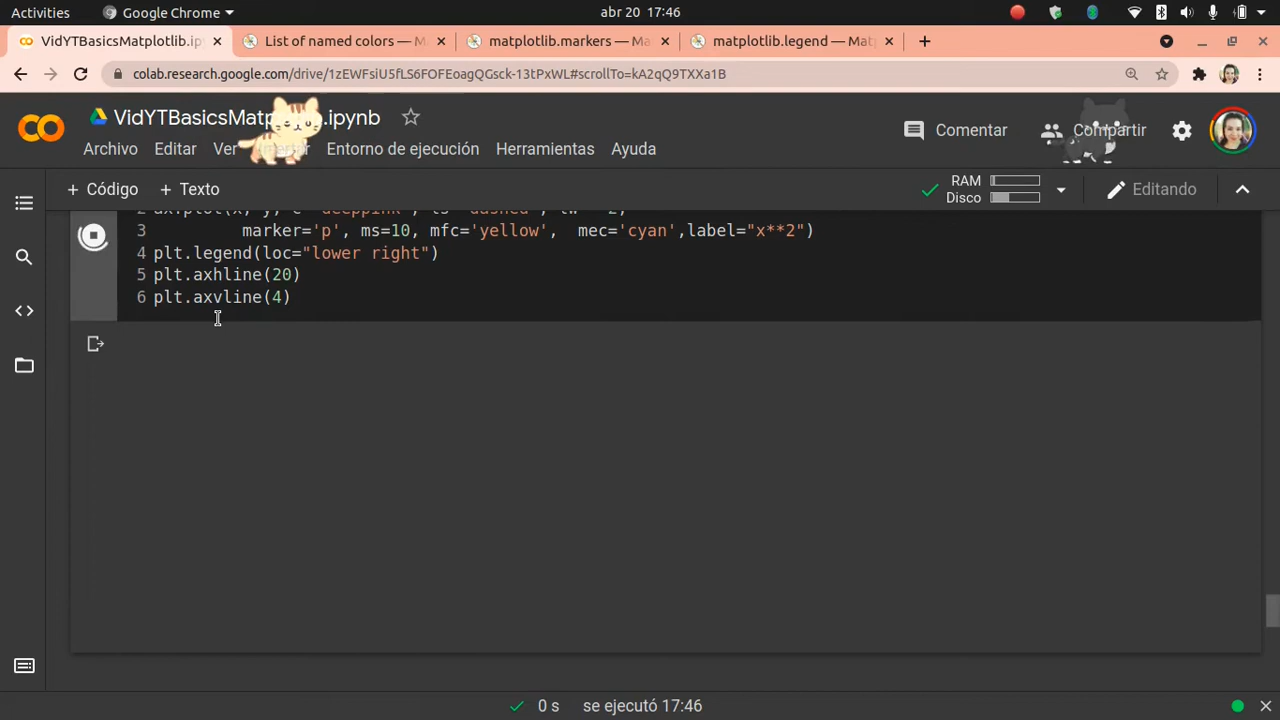 Activities Google Chrome abr 20 17:46
VidYTBasicsMatplotlib.ip List of named colors — M matplotlib.markers — Ma matplotlib.legend — Mat
colab.research.google.com/drive/1zEWFsiU5fLS6FOFEoagQGsck-13tPxWL#scrollTo=kA2qQ9TXXa1B
CO VidYTBasicsMat .ipynb Comentar Compartir
Archivo Editar Ver Entorno de ejecución Herramientas Ayuda
+ Código + Texto RAM Disco Editando
3 marker='p', ms=10, mfc='yellow', mec='cyan',label="x**2")
4 plt.legend(loc="lower right")
5 plt.axhline(20)
6 plt.axvline(4)
0 s se ejecutó 17:46